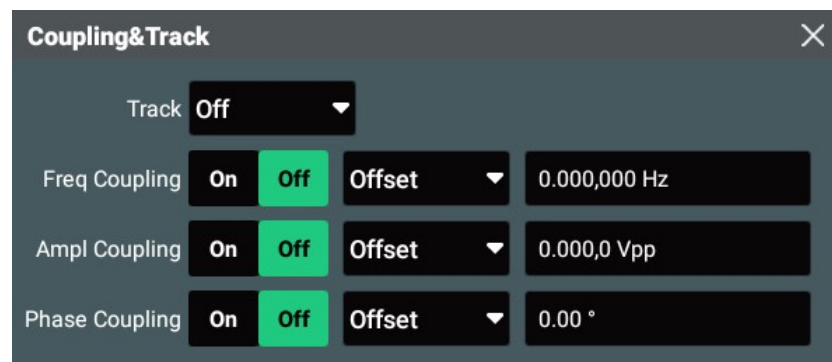 Coupling&Track
Track Off
Freq Coupling On Off Offset 0.000,000 Hz
Ampl Coupling On Off Offset 0.000,0 Vpp
Phase Coupling On Off Offset 0.00 °